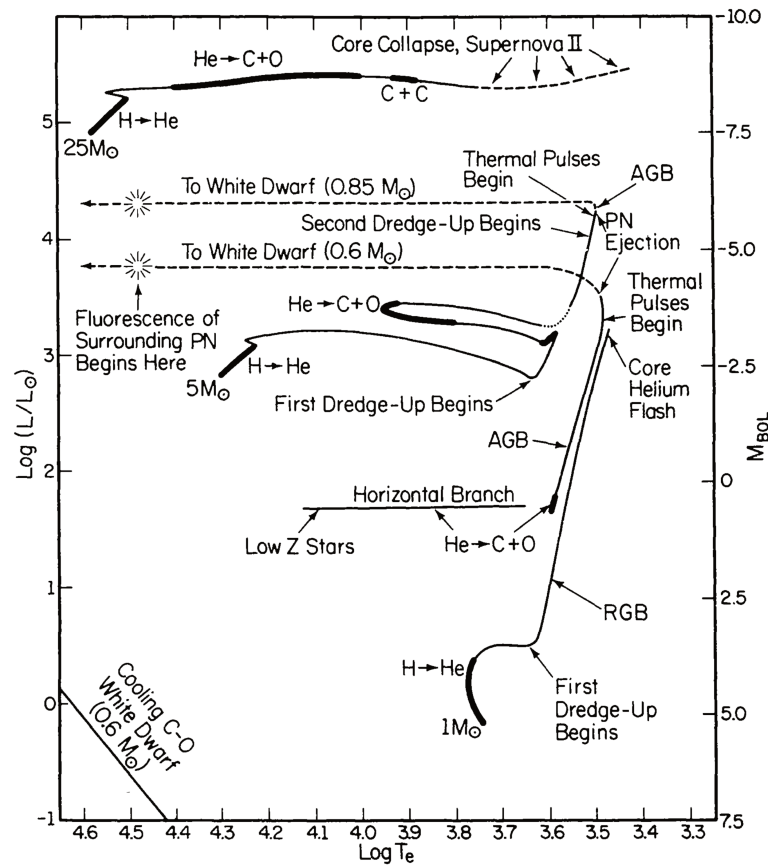 -10.0
Core Collapse, Supernova II
He→C+O
C+C
5
H→He
25M⊙
-7.5
Thermal Pulses
Begin
AGB
To White Dwarf (0.85 M⊙)
Second Dredge-Up Begins
PN
Ejection
4
To White Dwarf (0.6 M⊙)
-5.0
Thermal
Pulses
Begin
He→C+O
Fluorescence of
Surrounding PN
Begins Here
3
H→He
5M⊙
-2.5
Core
Helium
Flash
First Dredge-Up Begins
Log (L/L⊙)
MBOL
AGB
2
0
Horizontal Branch
Low Z Stars
He→C+O
1
2.5
RGB
H→He
First
Dredge-Up
Begins
1M⊙
Cooling C-O
White Dwarf
(0.6 M⊙)
0
5.0
-1
7.5
4.6 4.5 4.4 4.3 4.2 4.1 4.0 3.9 3.8 3.7 3.6 3.5 3.4 3.3
Log Te